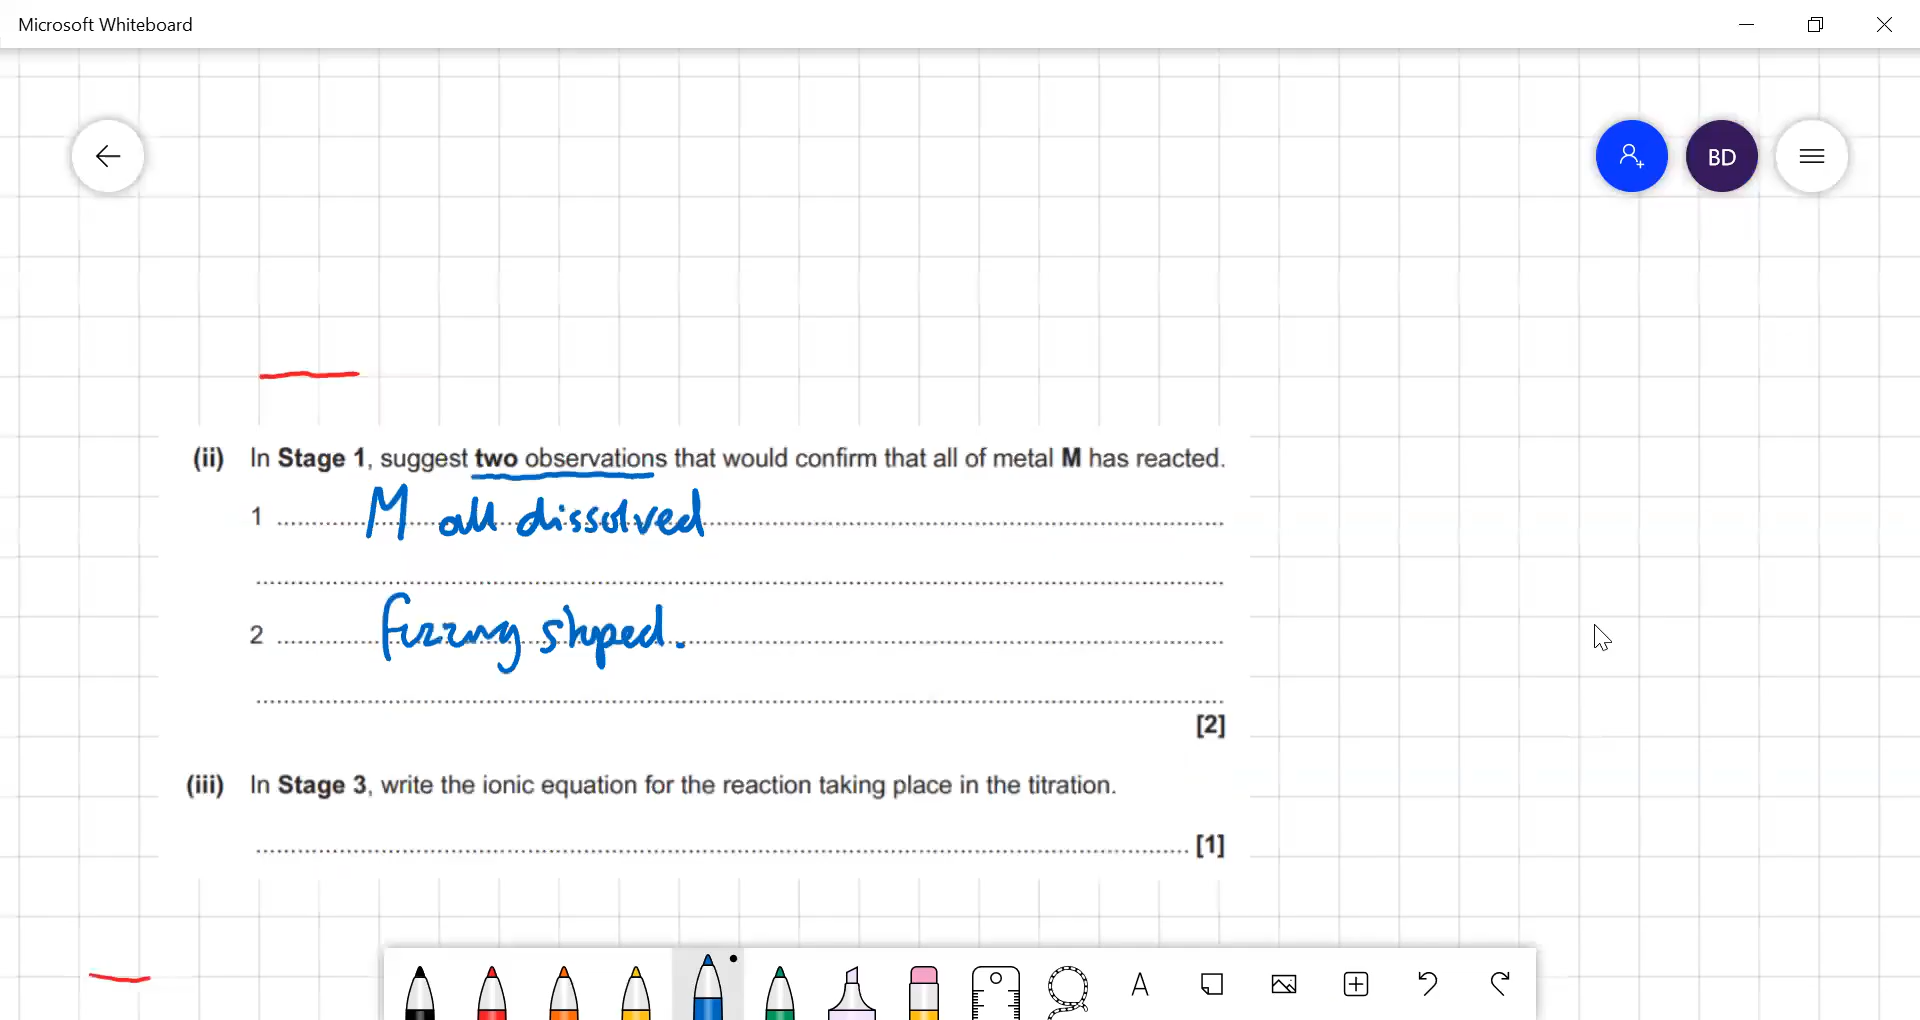 Microsoft Whiteboard
BD
(ii) In Stage 1, suggest two observations that would confirm that all of metal M has reacted.
1 M all dissolved
2 fizzing stopped.
[2]
(iii) In Stage 3, write the ionic equation for the reaction taking place in the titration.
[1]
A